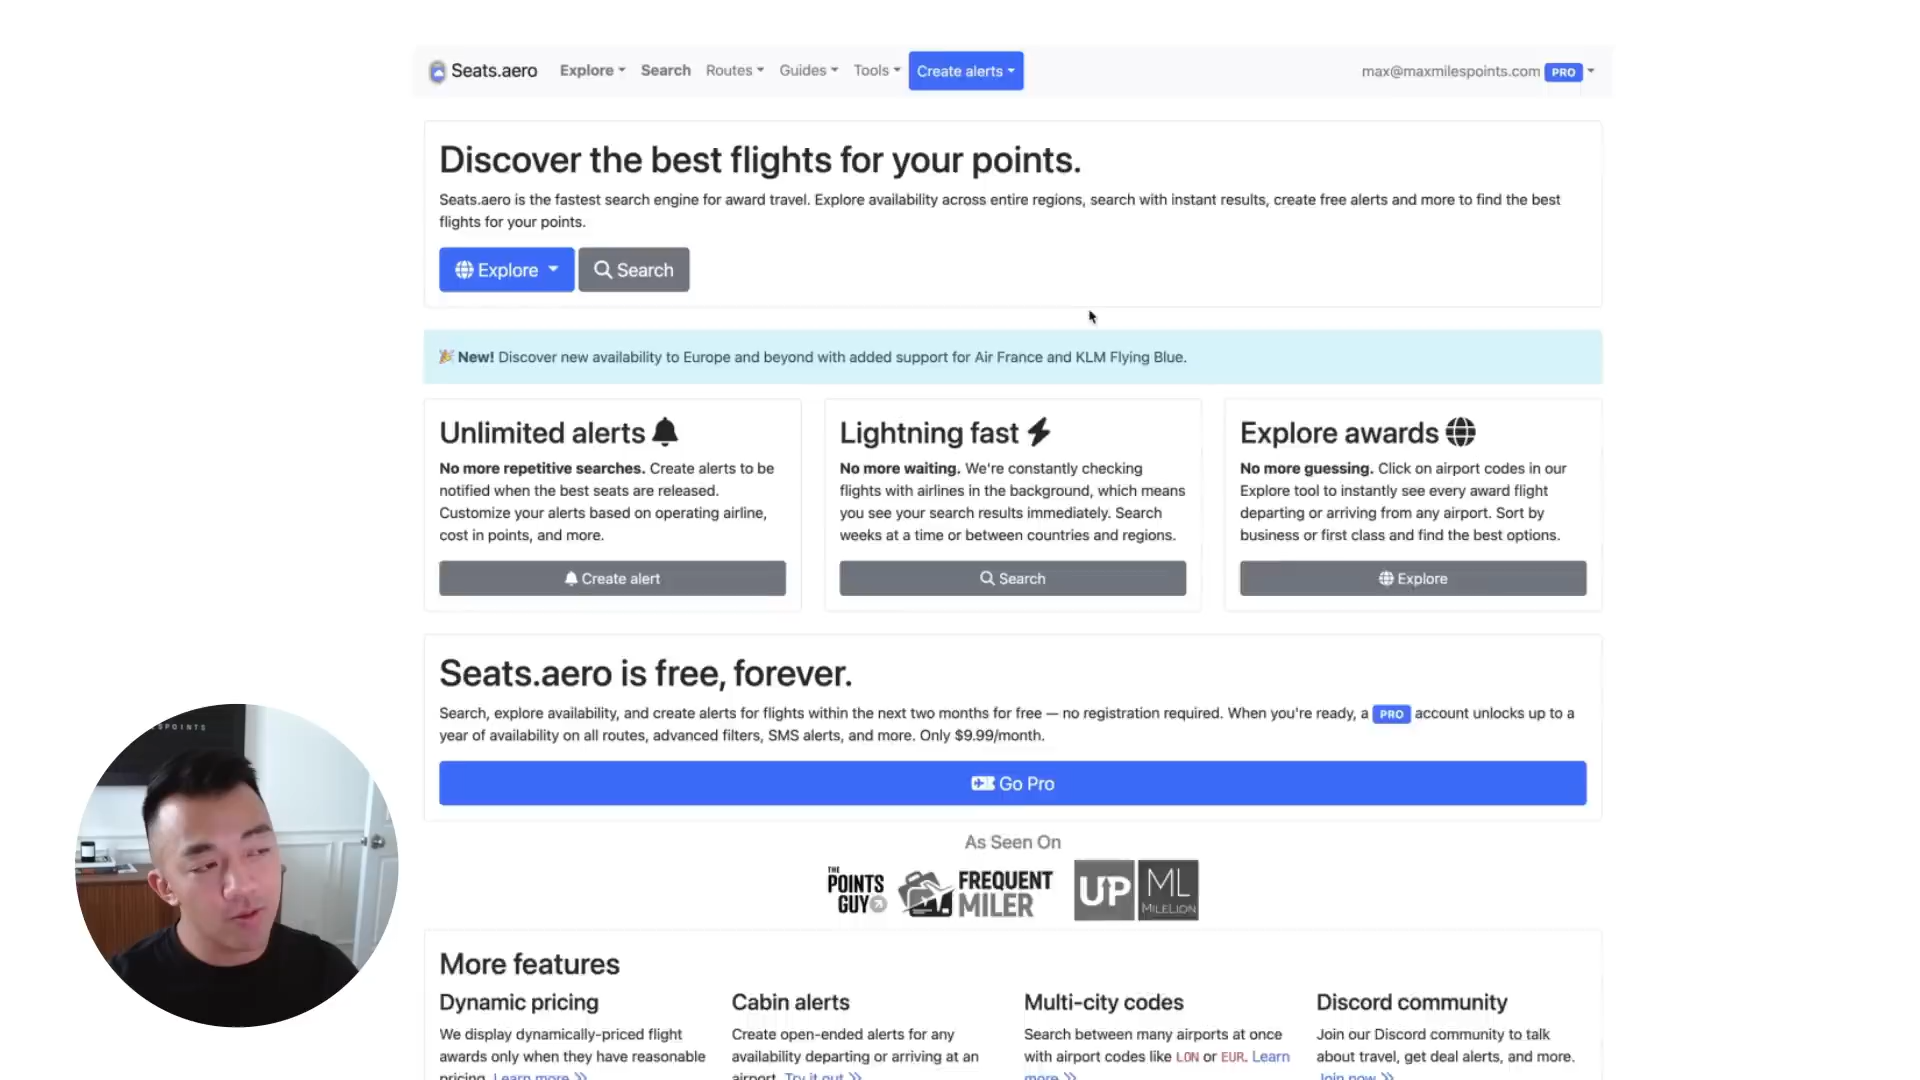 Seats.aero Explore Search Routes Guides Tools Create alerts max@maxmilespoints.com PRO
Discover the best flights for your points.
Seats.aero is the fastest search engine for award travel. Explore availability across entire regions, search with instant results, create free alerts and more to find the best
flights for your points.
Explore Search
New! Discover new availability to Europe and beyond with added support for Air France and KLM Flying Blue.
Unlimited alerts
No more repetitive searches. Create alerts to be
notified when the best seats are released.
Customize your alerts based on operating airline,
cost in points, and more.
Create alert
Lightning fast
No more waiting. We're constantly checking
flights with airlines in the background, which means
you see your search results immediately. Search
weeks at a time or between countries and regions.
Search
Explore awards
No more guessing. Click on airport codes in our
Explore tool to instantly see every award flight
departing or arriving from any airport. Sort by
business or first class and find the best options.
Explore
Seats.aero is free, forever.
Search, explore availability, and create alerts for flights within the next two months for free — no registration required. When you're ready, a PRO account unlocks up to a
year of availability on all routes, advanced filters, SMS alerts, and more. Only $9.99/month.
Go Pro
As Seen On
THE
POINTS
GUY
FREQUENT
MILER
UP
ML
MILELION
More features
Dynamic pricing
We display dynamically-priced flight
awards only when they have reasonable
pricing. Learn more
Cabin alerts
Create open-ended alerts for any
availability departing or arriving at an
airport. Try it out
Multi-city codes
Search between many airports at once
with airport codes like LON or EUR. Learn
more
Discord community
Join our Discord community to talk
about travel, get deal alerts, and more.
Join now